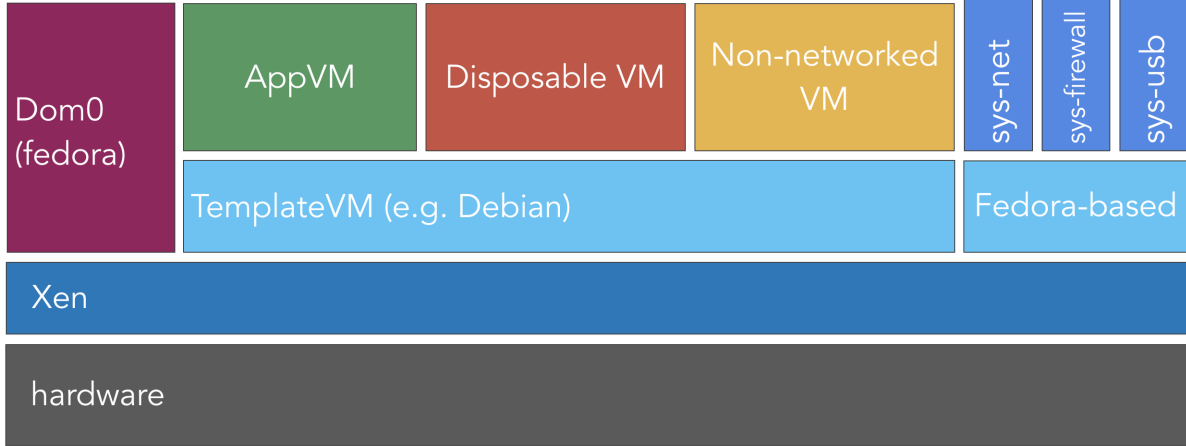 Dom0
(fedora)
AppVM
Disposable VM
Non-networked
VM
sys-net
sys-firewall
sys-usb
TemplateVM (e.g. Debian)
Fedora-based
Xen
hardware